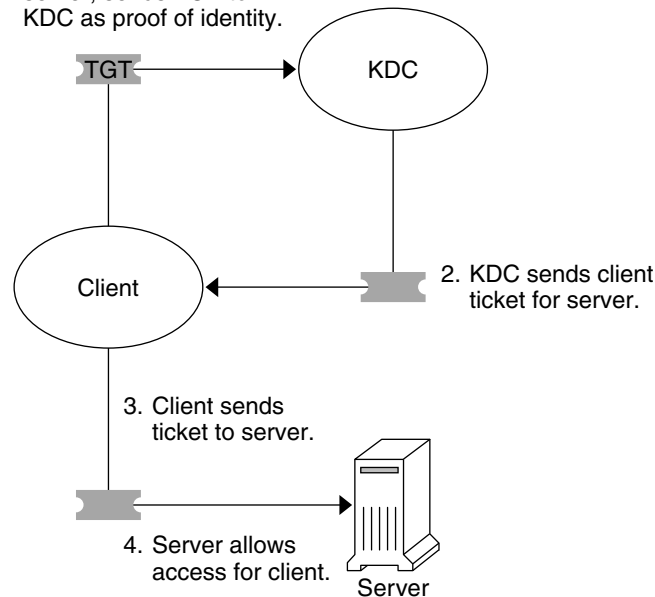 KDC as proof of identity.
TGT
KDC
Client
2. KDC sends client
ticket for server.
3. Client sends
ticket to server.
4. Server allows
access for client.
Server